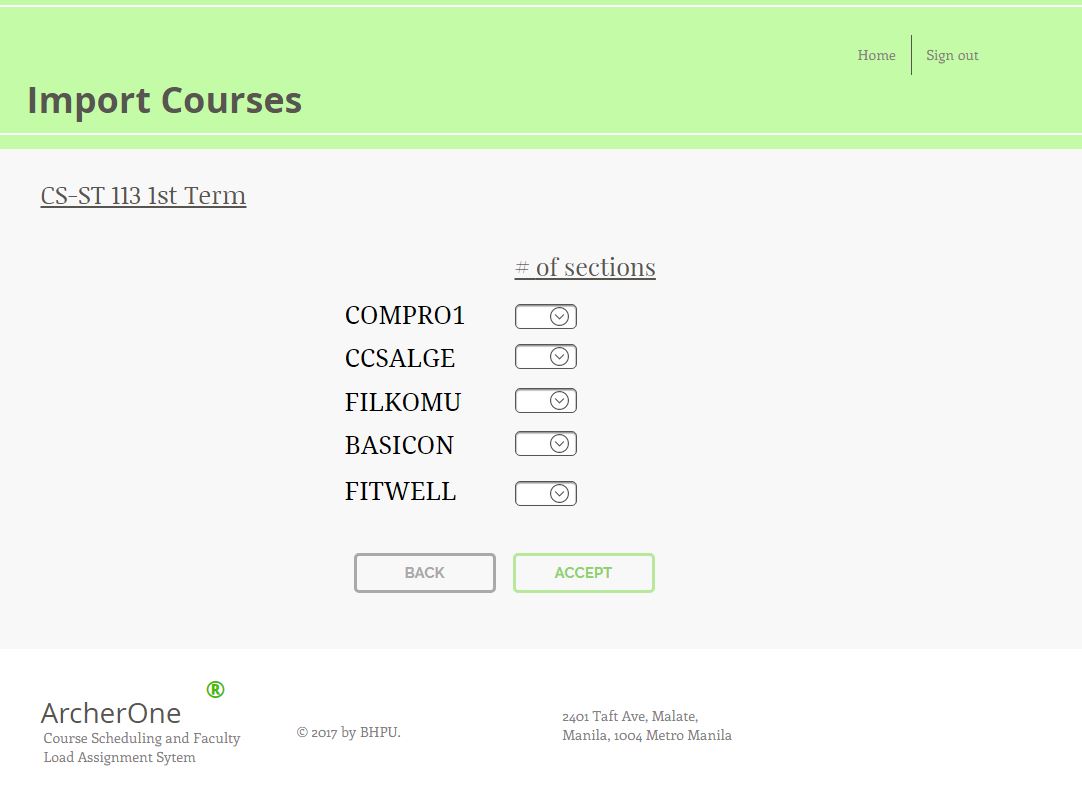 Home
Sign out
Import Courses
CS-ST 113 1st Term
# of sections
COMPRO1
CCSALGE
FILKOMU
BASICON
FITWELL
BACK
ACCEPT
ArcherOne ®
Course Scheduling and Faculty
Load Assignment Sytem
© 2017 by BHPU.
2401 Taft Ave, Malate,
Manila, 1004 Metro Manila